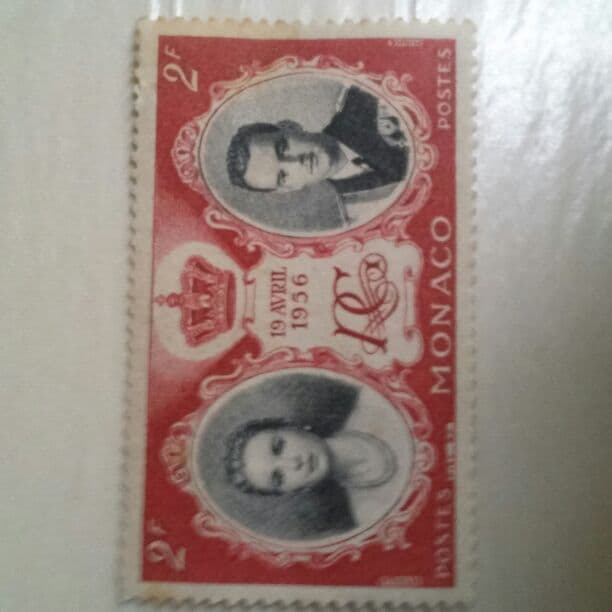 2F 2F
19 AVRIL
1956
POSTES MONACO POSTES